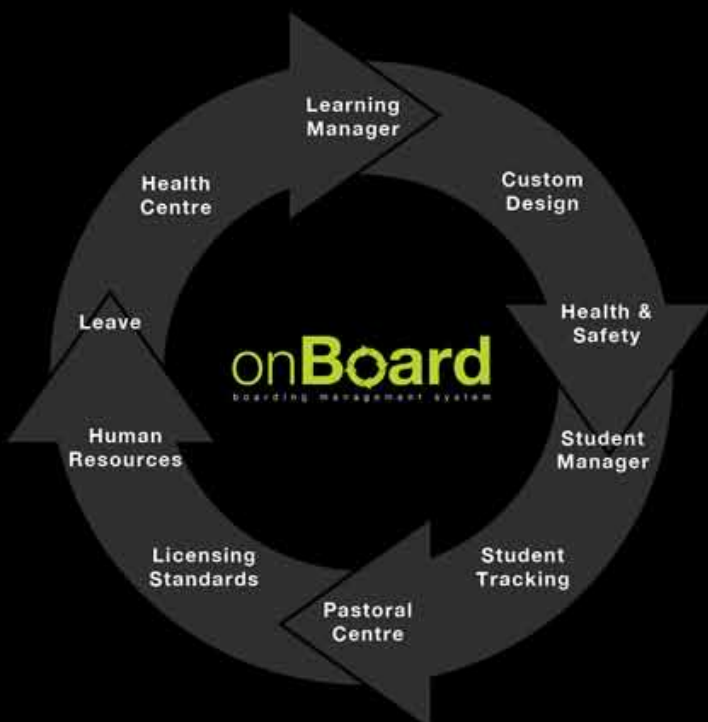 Learning
Manager
Custom
Design
Health &
Safety
Student
Manager
Student
Tracking
Pastoral
Centre
Licensing
Standards
Human
Resources
Leave
Health
Centre
onBoard
boarding management system